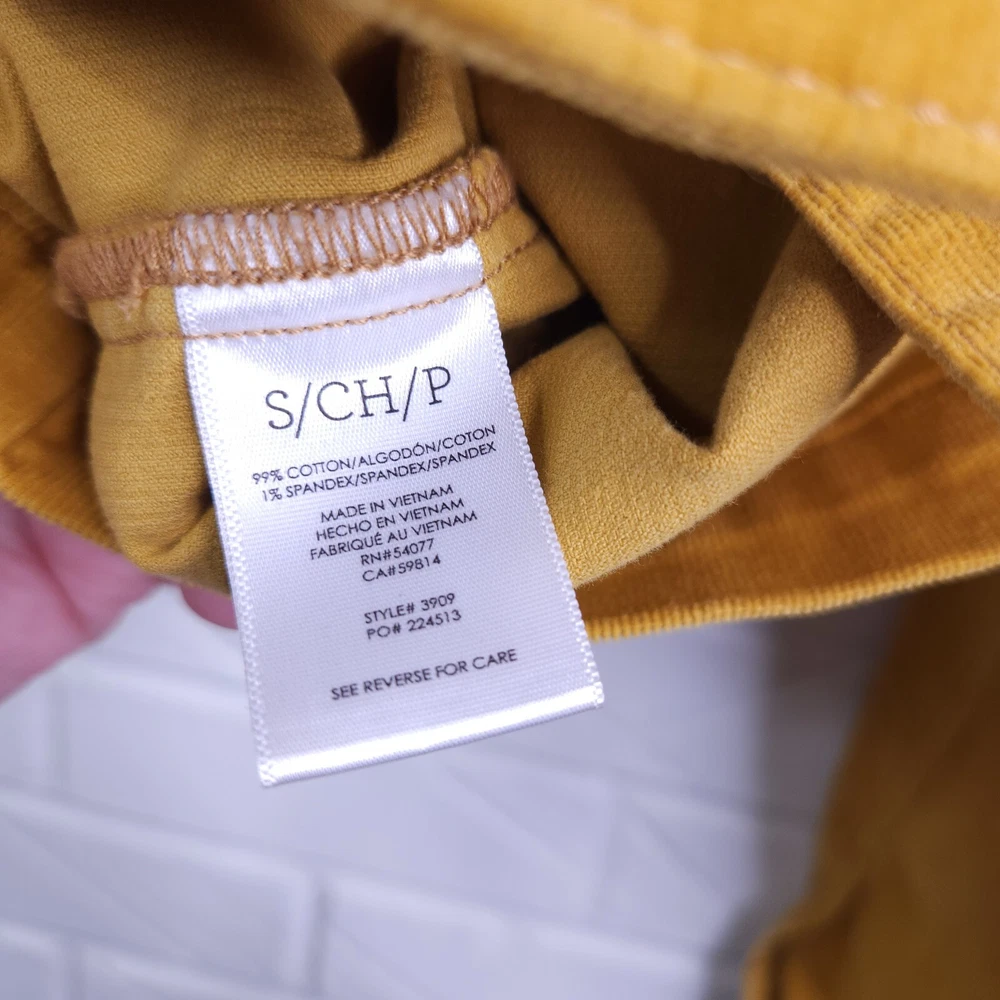 S/CH/P
99% COTTON/ALGODÓN/COTON
1% SPANDEX/SPANDEX/SPANDEX
MADE IN VIETNAM
HECHO EN VIETNAM
FABRIQUÉ AU VIETNAM
RN#54077
CA#59814
STYLE# 3909
PO# 224513
SEE REVERSE FOR CARE